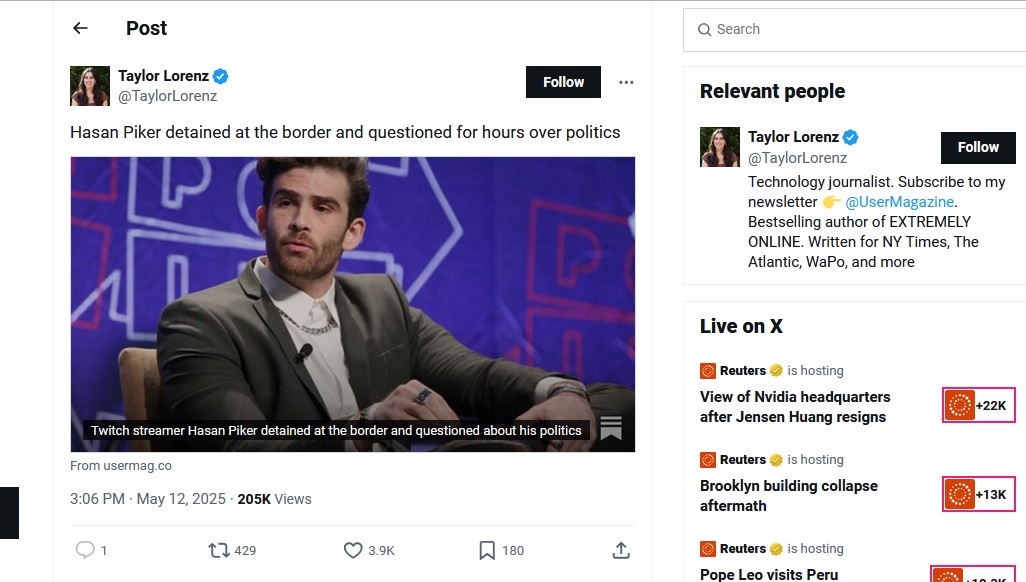 Post
Taylor Lorenz
@TaylorLorenz
Follow
Hasan Piker detained at the border and questioned for hours over politics
Twitch streamer Hasan Piker detained at the border and questioned about his politics
From usermag.co
3:06 PM · May 12, 2025 · 205K Views
1
429
3.9K
180
Search
Relevant people
Taylor Lorenz
@TaylorLorenz
Follow
Technology journalist. Subscribe to my
newsletter 👉 @UserMagazine.
Bestselling author of EXTREMELY
ONLINE. Written for NY Times, The
Atlantic, WaPo, and more
Live on X
Reuters is hosting
View of Nvidia headquarters
after Jensen Huang resigns
+22K
Reuters is hosting
Brooklyn building collapse
aftermath
+13K
Reuters is hosting
Pope Leo visits Peru